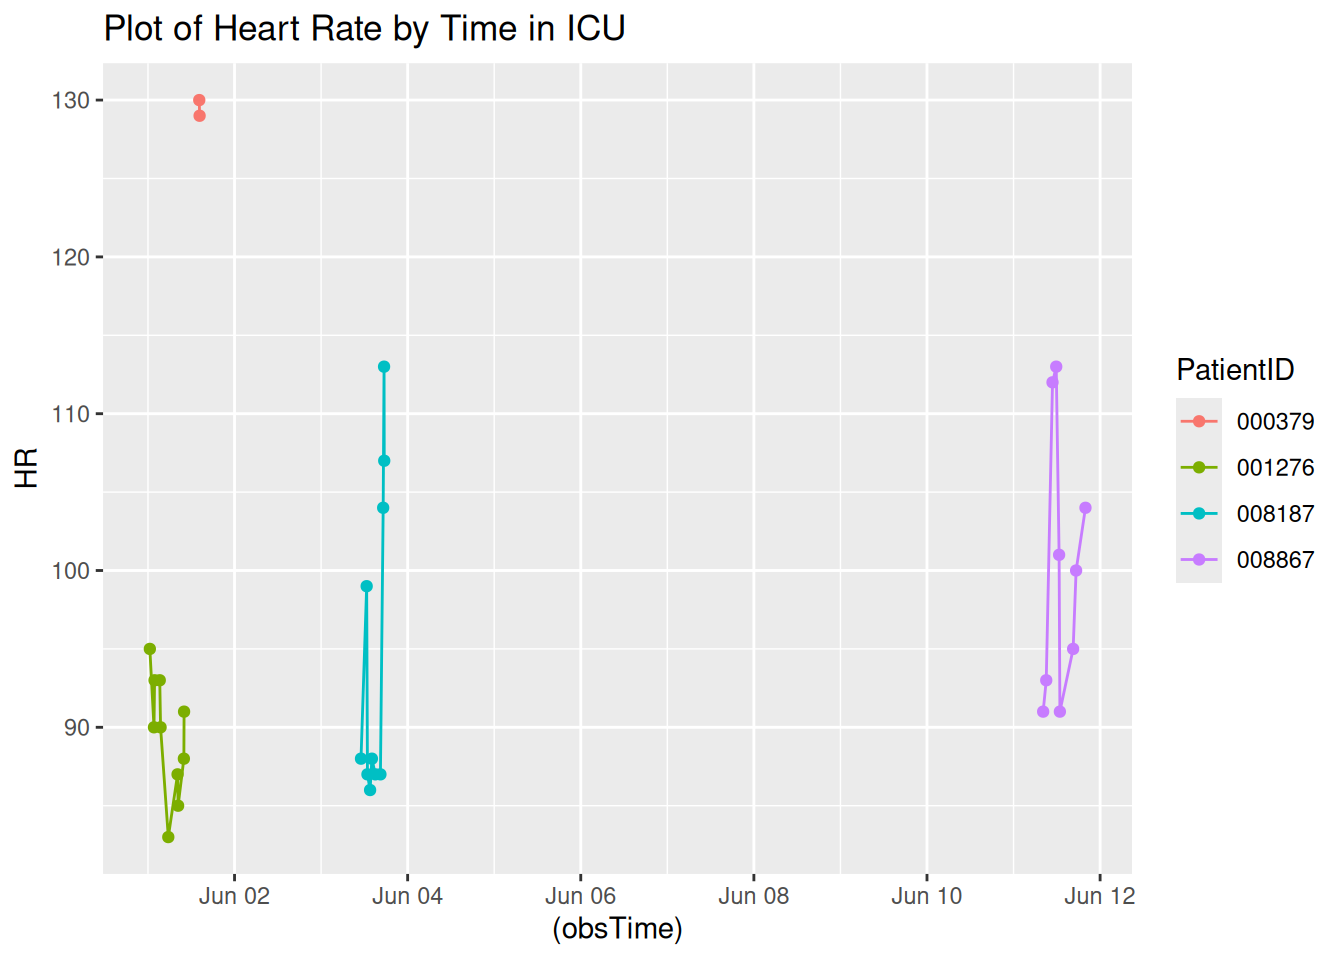 Plot of Heart Rate by Time in ICU
130
120
110
100
90
HR
Jun 02 Jun 04 Jun 06 Jun 08 Jun 10 Jun 12
(obsTime)
PatientID
000379
001276
008187
008867